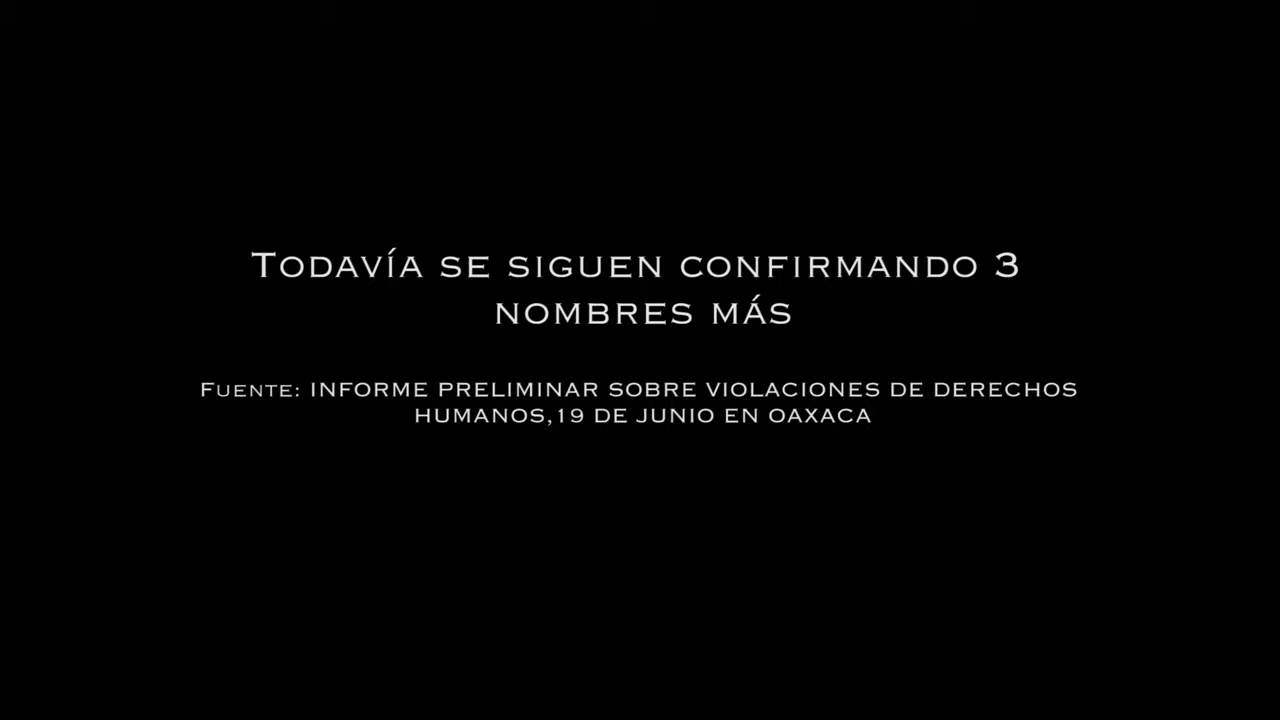 Todavía se siguen confirmando 3
nombres más
Fuente: INFORME PRELIMINAR SOBRE VIOLACIONES DE DERECHOS
HUMANOS,19 DE JUNIO EN OAXACA